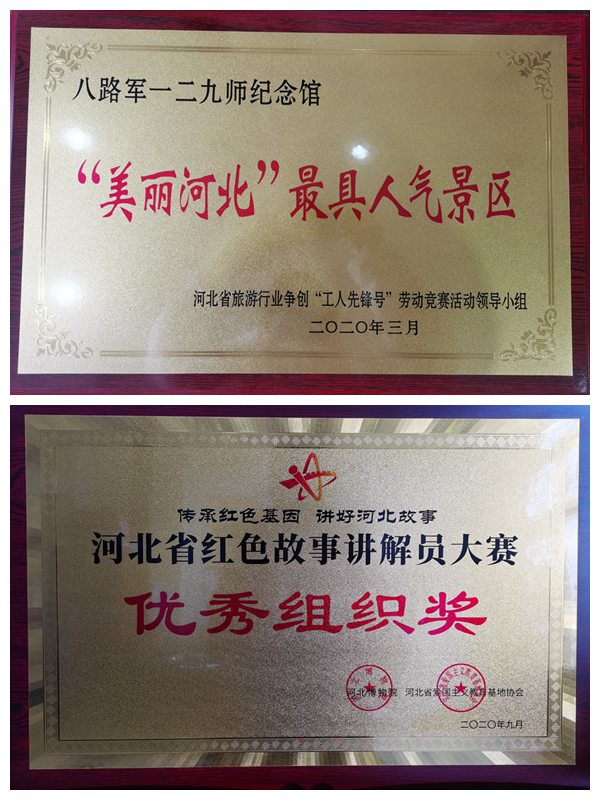 八路军一二九师纪念馆
“美丽河北”最具人气景区
河北省旅游行业争创“工人先锋号”劳动竞赛活动领导小组
二〇二〇年三月
传承红色基因 讲好河北故事
河北省红色故事讲解员大赛
优秀组织奖
河北博物院 河北省爱国主义教育基地协会
二〇二〇年九月